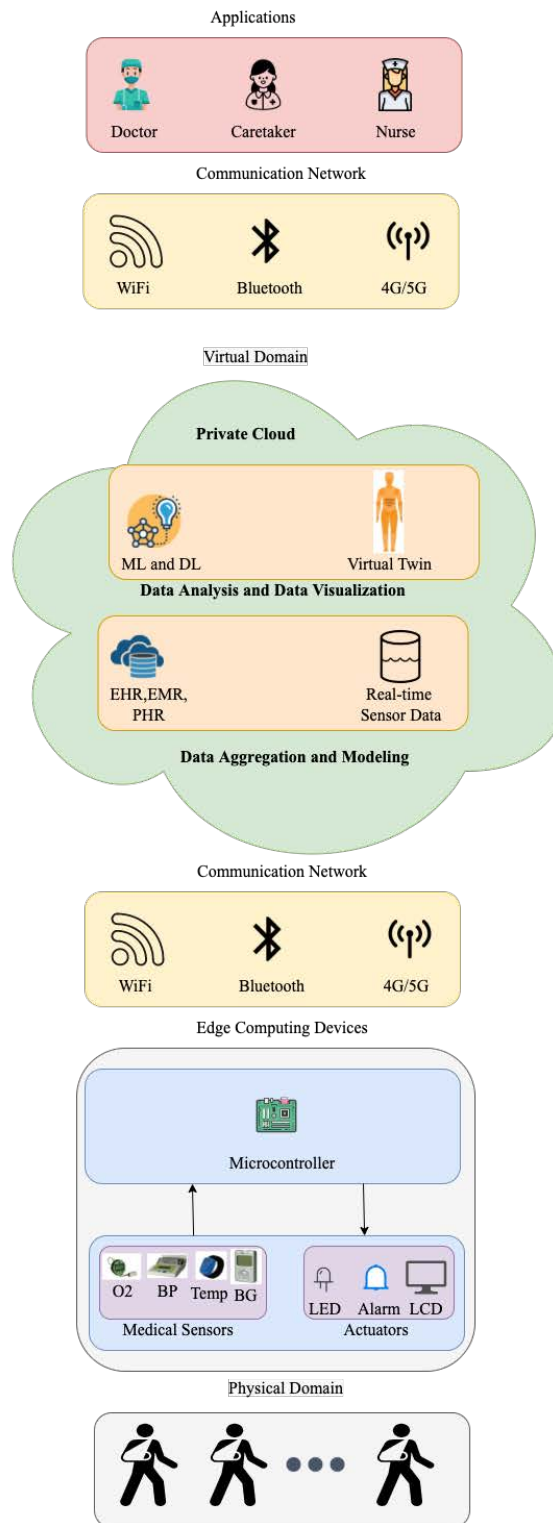 Applications
Doctor
Caretaker
Nurse
Communication Network
WiFi
Bluetooth
4G/5G
Virtual Domain
Private Cloud
ML and DL
Virtual Twin
Data Analysis and Data Visualization
EHR,EMR,
PHR
Real-time
Sensor Data
Data Aggregation and Modeling
Communication Network
WiFi
Bluetooth
4G/5G
Edge Computing Devices
Microcontroller
O2
BP
Temp
BG
Medical Sensors
LED
Alarm
LCD
Actuators
Physical Domain